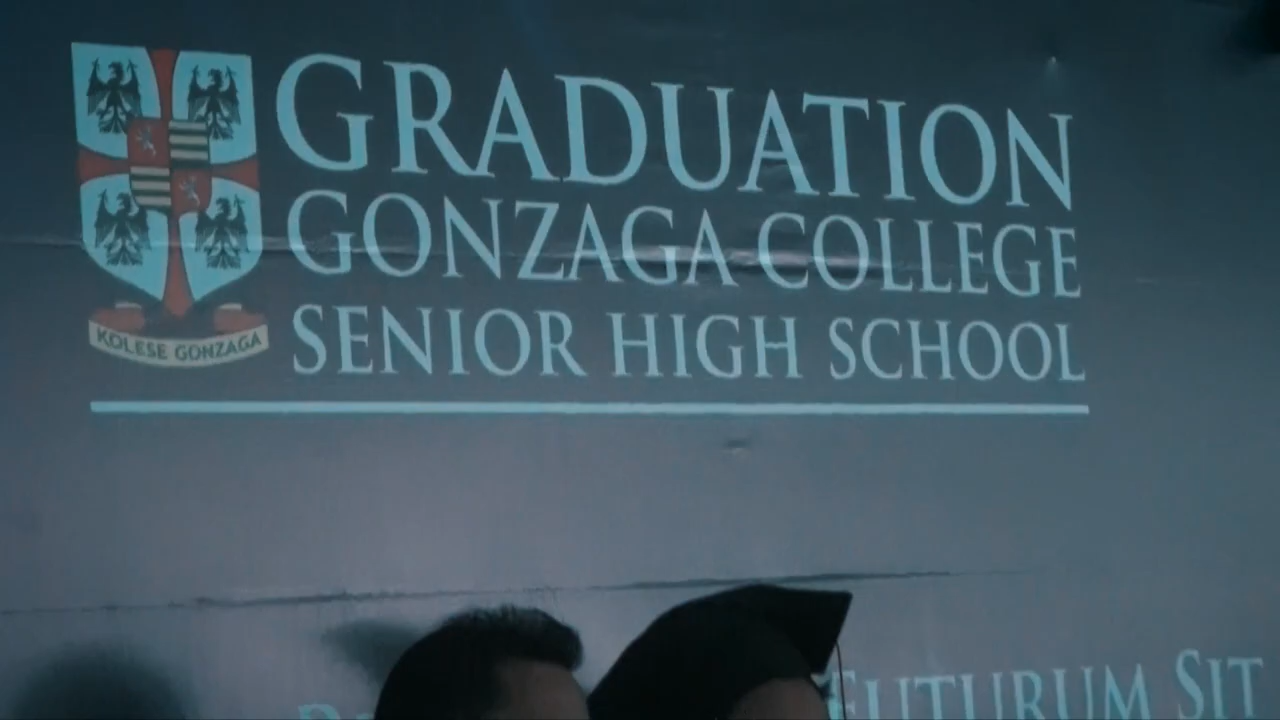 GRADUATION
GONZAGA COLLEGE
SENIOR HIGH SCHOOL
KOLESE GONZAGA
FUTURUM SIT